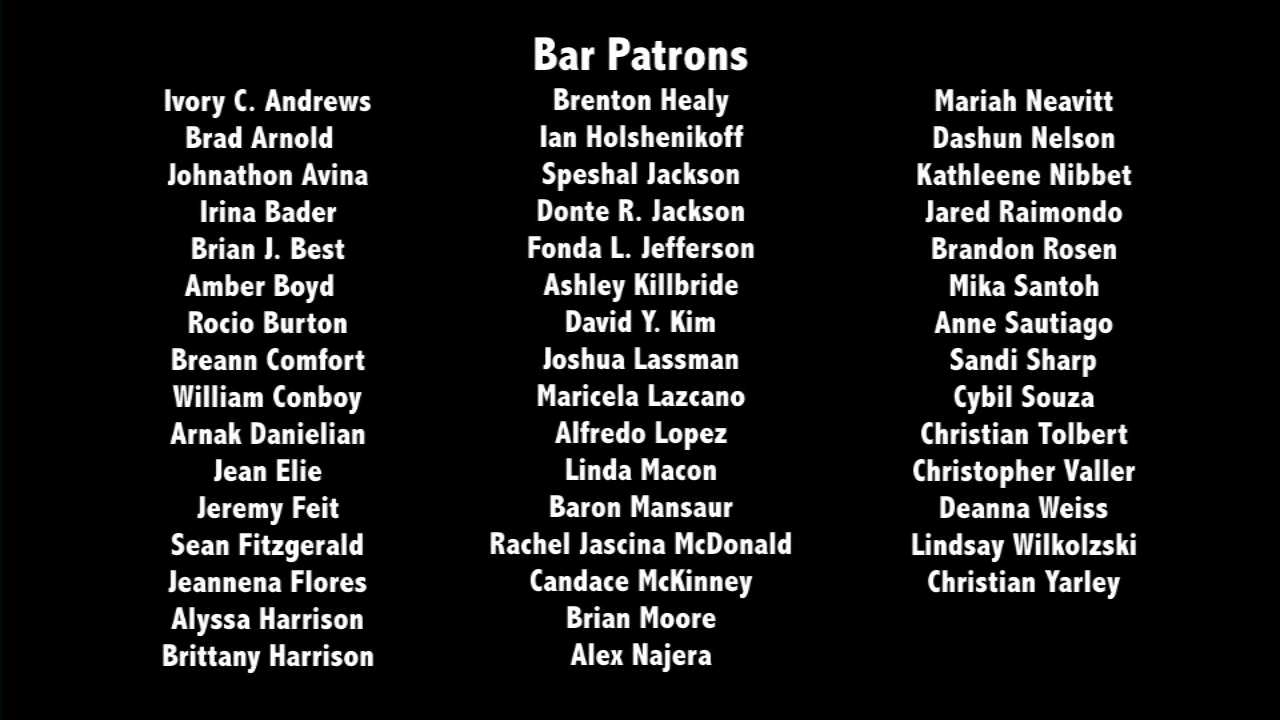 Bar Patrons
Ivory C. Andrews
Brad Arnold
Johnathon Avina
Irina Bader
Brian J. Best
Amber Boyd
Rocio Burton
Breann Comfort
William Conboy
Arnak Danielian
Jean Elie
Jeremy Feit
Sean Fitzgerald
Jeannena Flores
Alyssa Harrison
Brittany Harrison
Brenton Healy
Ian Holshenikoff
Speshal Jackson
Donte R. Jackson
Fonda L. Jefferson
Ashley Killbride
David Y. Kim
Joshua Lassman
Maricela Lazcano
Alfredo Lopez
Linda Macon
Baron Mansaur
Rachel Jascina McDonald
Candace McKinney
Brian Moore
Alex Najera
Mariah Neavitt
Dashun Nelson
Kathleene Nibbet
Jared Raimondo
Brandon Rosen
Mika Santoh
Anne Sautiago
Sandi Sharp
Cybil Souza
Christian Tolbert
Christopher Valler
Deanna Weiss
Lindsay Wilkolzski
Christian Yarley